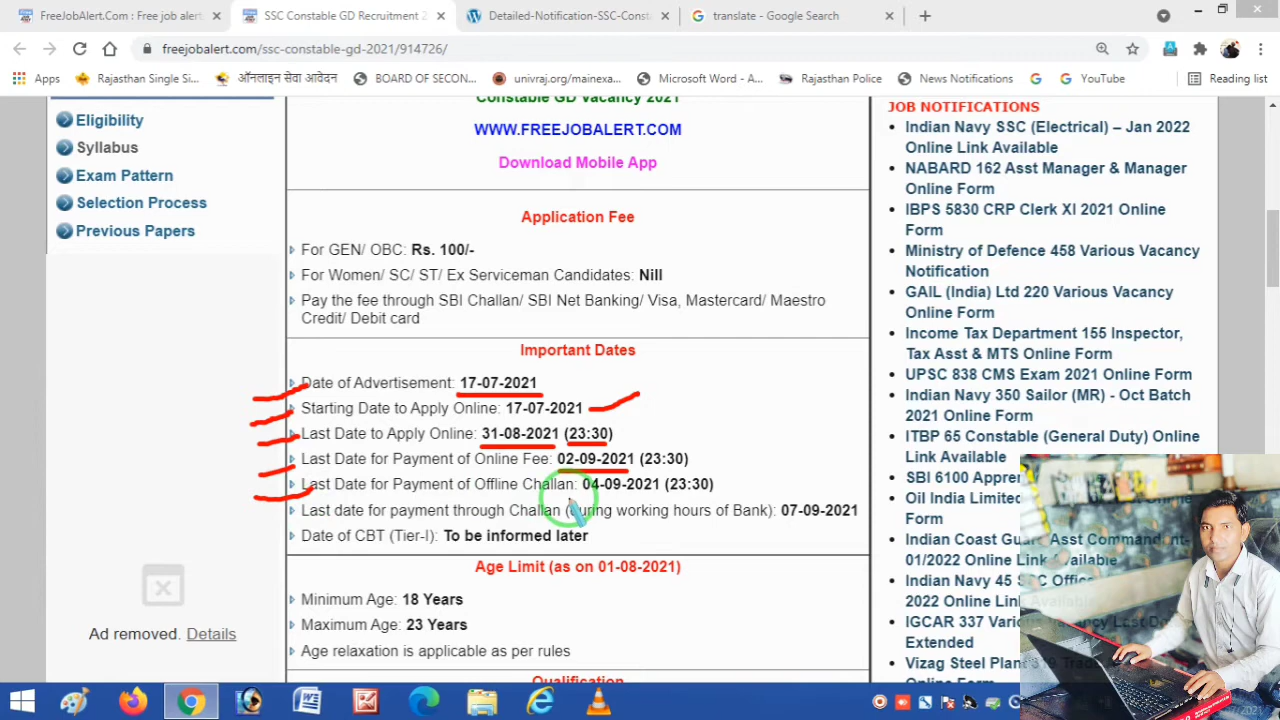 FreeJobAlert.Com : Free job alert
SSC Constable GD Recruitment 2
Detailed-Notification-SSC-Consta
translate - Google Search
freejobalert.com/ssc-constable-gd-2021/914726/
Apps
Rajasthan Single Si...
ऑनलाइन सेवा आवेदन
BOARD OF SECON...
univraj.org/mainexa...
Microsoft Word - A...
Rajasthan Police
News Notifications
YouTube
Reading list
Eligibility
Syllabus
Exam Pattern
Selection Process
Previous Papers
Ad removed. Details
Constable GD Vacancy 2021
WWW.FREEJOBALERT.COM
Download Mobile App
Application Fee
For GEN/ OBC: Rs. 100/-
For Women/ SC/ ST/ Ex Serviceman Candidates: Nill
Pay the fee through SBI Challan/ SBI Net Banking/ Visa, Mastercard/ Maestro
Credit/ Debit card
Important Dates
Date of Advertisement: 17-07-2021
Starting Date to Apply Online: 17-07-2021
Last Date to Apply Online: 31-08-2021 (23:30)
Last Date for Payment of Online Fee: 02-09-2021 (23:30)
Last Date for Payment of Offline Challan: 04-09-2021 (23:30)
Last date for payment through Challan (during working hours of Bank): 07-09-2021
Date of CBT (Tier-I): To be informed later
Age Limit (as on 01-08-2021)
Minimum Age: 18 Years
Maximum Age: 23 Years
Age relaxation is applicable as per rules
Qualification
JOB NOTIFICATIONS
Indian Navy SSC (Electrical) – Jan 2022
Online Link Available
NABARD 162 Asst Manager & Manager
Online Form
IBPS 5830 CRP Clerk XI 2021 Online
Form
Ministry of Defence 458 Various Vacancy
Notification
GAIL (India) Ltd 220 Various Vacancy
Online Form
Income Tax Department 155 Inspector,
Tax Asst & MTS Online Form
UPSC 838 CMS Exam 2021 Online Form
Indian Navy 350 Sailor (MR) - Oct Batch
2021 Online Form
ITBP 65 Constable (General Duty) Online
Link Available
SBI 6100
Oil India Limited
Form
Indian Coast Guard Asst Commandant-
01/2022 Online Link Available
Indian Navy 45 SSC
2022 Online Link
IGCAR 337
Extended
Vizag Steel Plant 319
Online Form